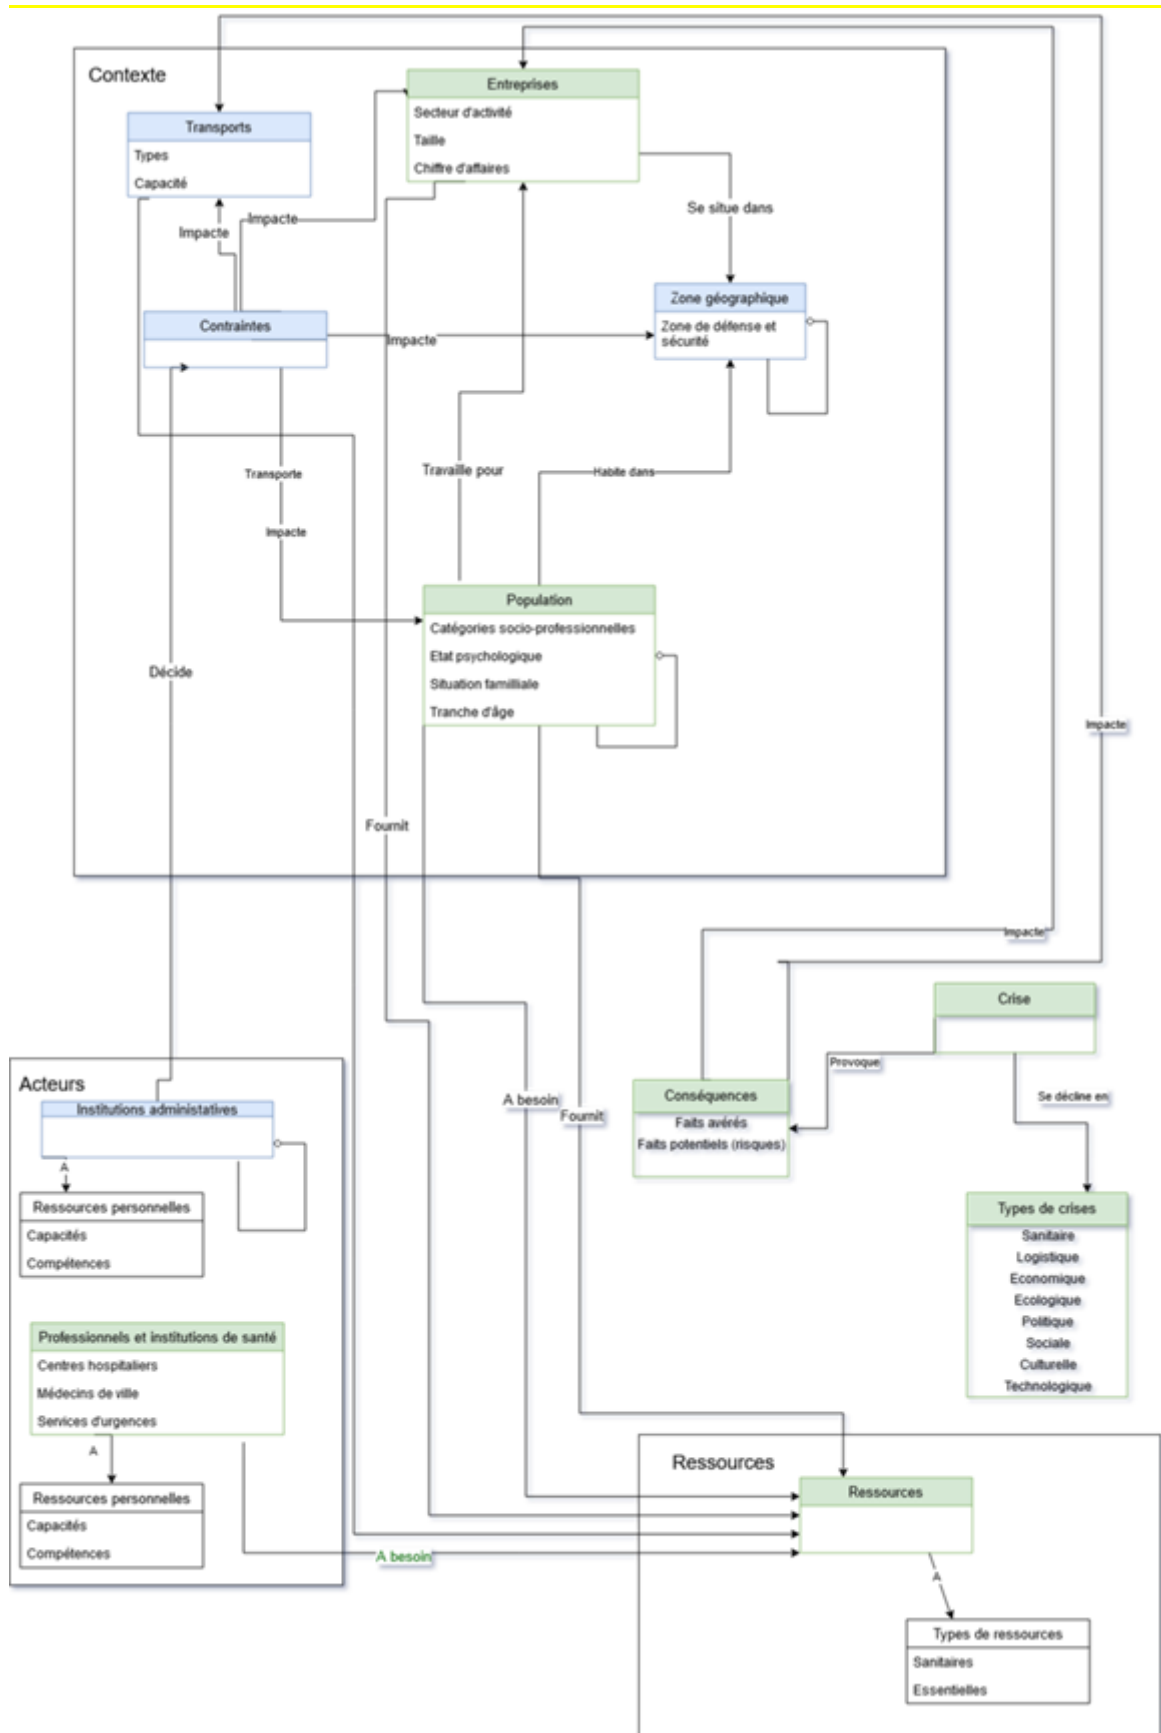 Contexte
Entreprises
Secteur d'activité
Taille
Chiffre d'affaires
Transports
Types
Capacité
Impacte
Impacte
Se situe dans
Zone géographique
Zone de défense et
sécurité
Contraintes
Impacte
Transporte
Travaille pour
Habite dans
Impacte
Population
Catégories socio-professionnelles
Etat psychologique
Situation familliale
Tranche d'âge
Décide
Impacte
Fournit
Impacte
Crise
Provoque
Se décline en
Conséquences
Faits avérés
Faits potentiels (risques)
A besoin
Fournit
Types de crises
Sanitaire
Logistique
Economique
Ecologique
Politique
Sociale
Culturelle
Technologique
Acteurs
Institutions administatives
A
Ressources personnelles
Capacités
Compétences
Professionnels et institutions de santé
Centres hospitaliers
Médecins de ville
Services d'urgences
A
Ressources personnelles
Capacités
Compétences
A besoin
Ressources
Ressources
A
Types de ressources
Sanitaires
Essentielles